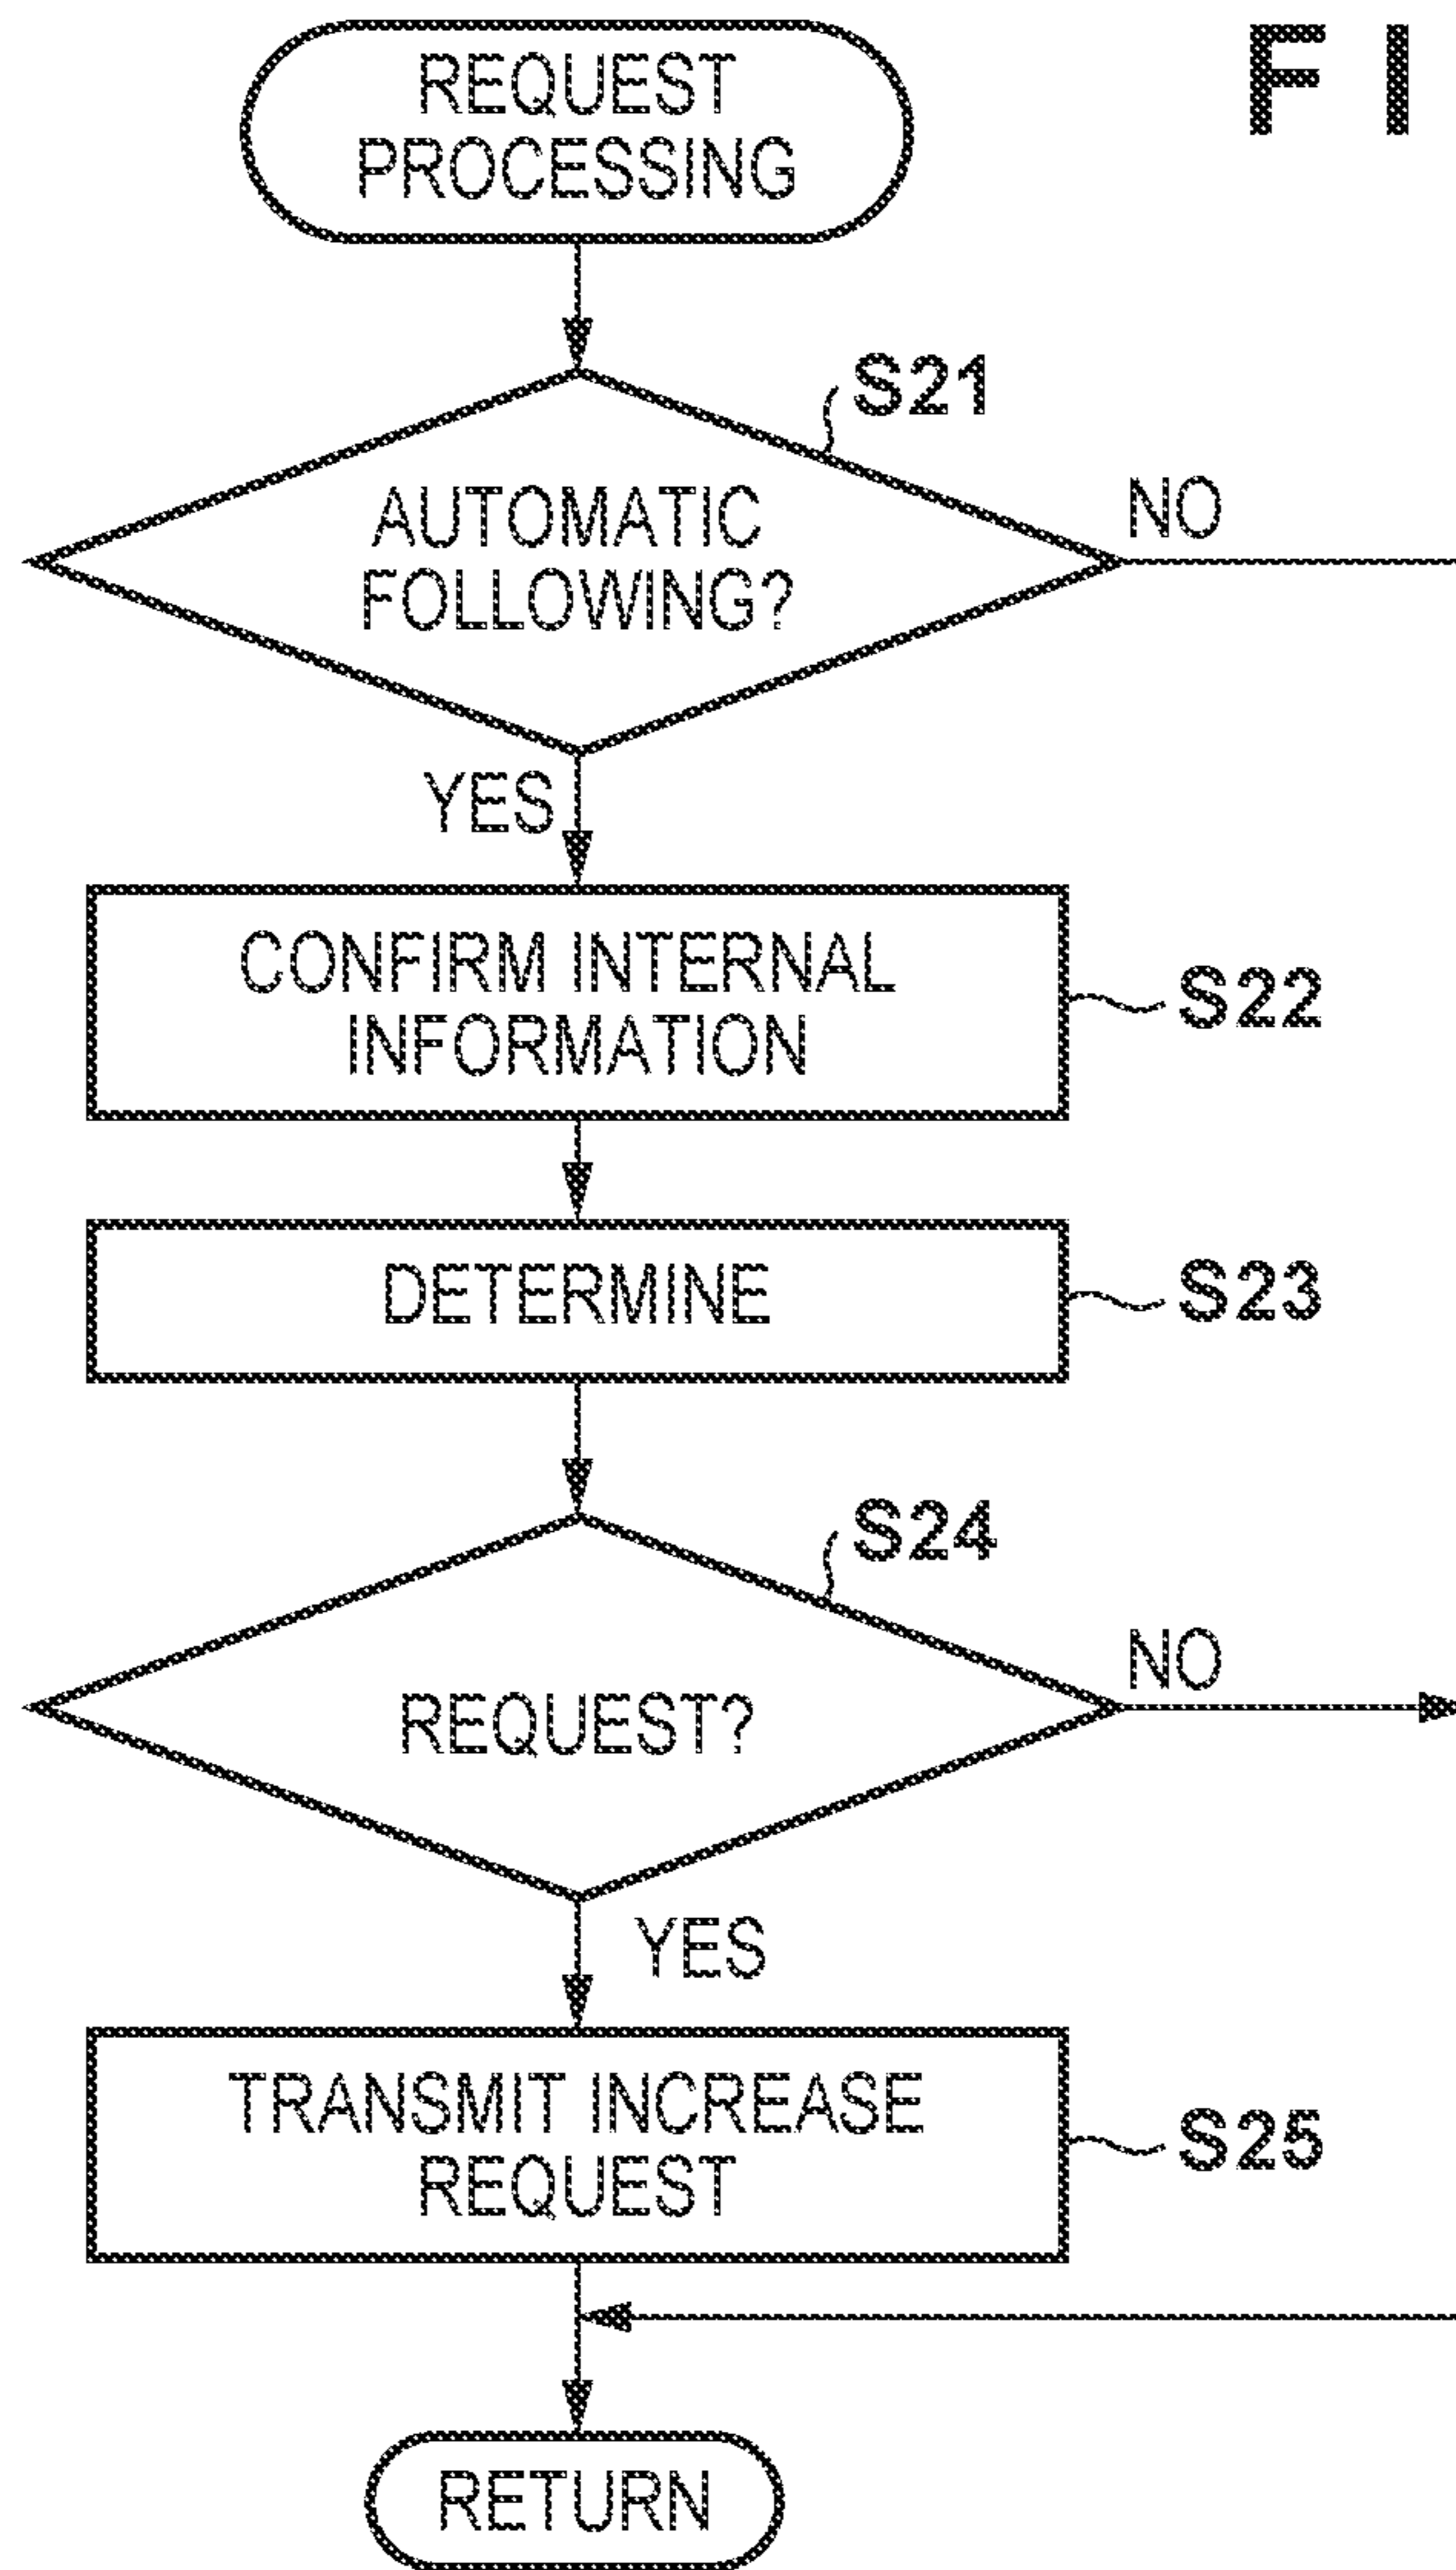 FI
REQUEST
PROCESSING
S21
AUTOMATIC
FOLLOWING?
NO
YES
CONFIRM INTERNAL
INFORMATION
S22
DETERMINE
S23
S24
REQUEST?
NO
YES
TRANSMIT INCREASE
REQUEST
S25
RETURN